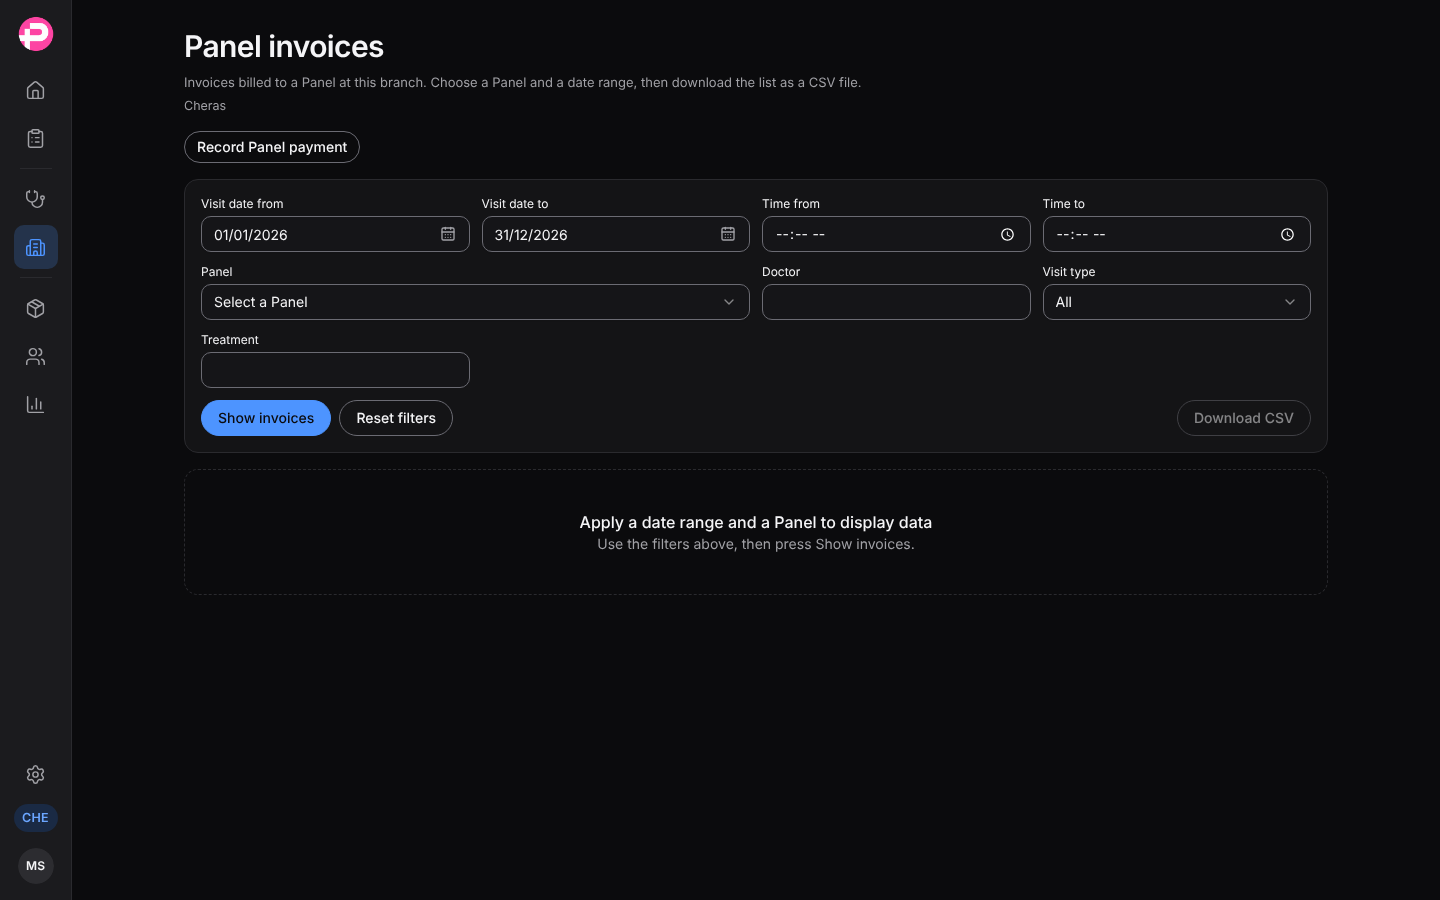 Panel invoices
Invoices billed to a Panel at this branch. Choose a Panel and a date range, then download the list as a CSV file.
Cheras
Record Panel payment
Visit date from
Visit date to
Time from
Time to
01/01/2026
31/12/2026
--:-- --
--:-- --
Panel
Doctor
Visit type
Select a Panel
All
Treatment
Show invoices
Reset filters
Download CSV
Apply a date range and a Panel to display data
Use the filters above, then press Show invoices.
CHE
MS